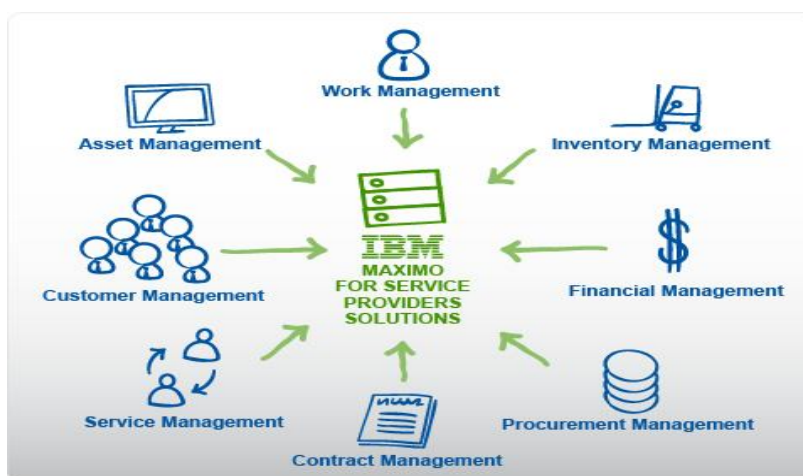 Work Management
Asset Management
Inventory Management
IBM
MAXIMO
FOR SERVICE
PROVIDERS
SOLUTIONS
Customer Management
Financial Management
Service Management
Procurement Management
Contract Management